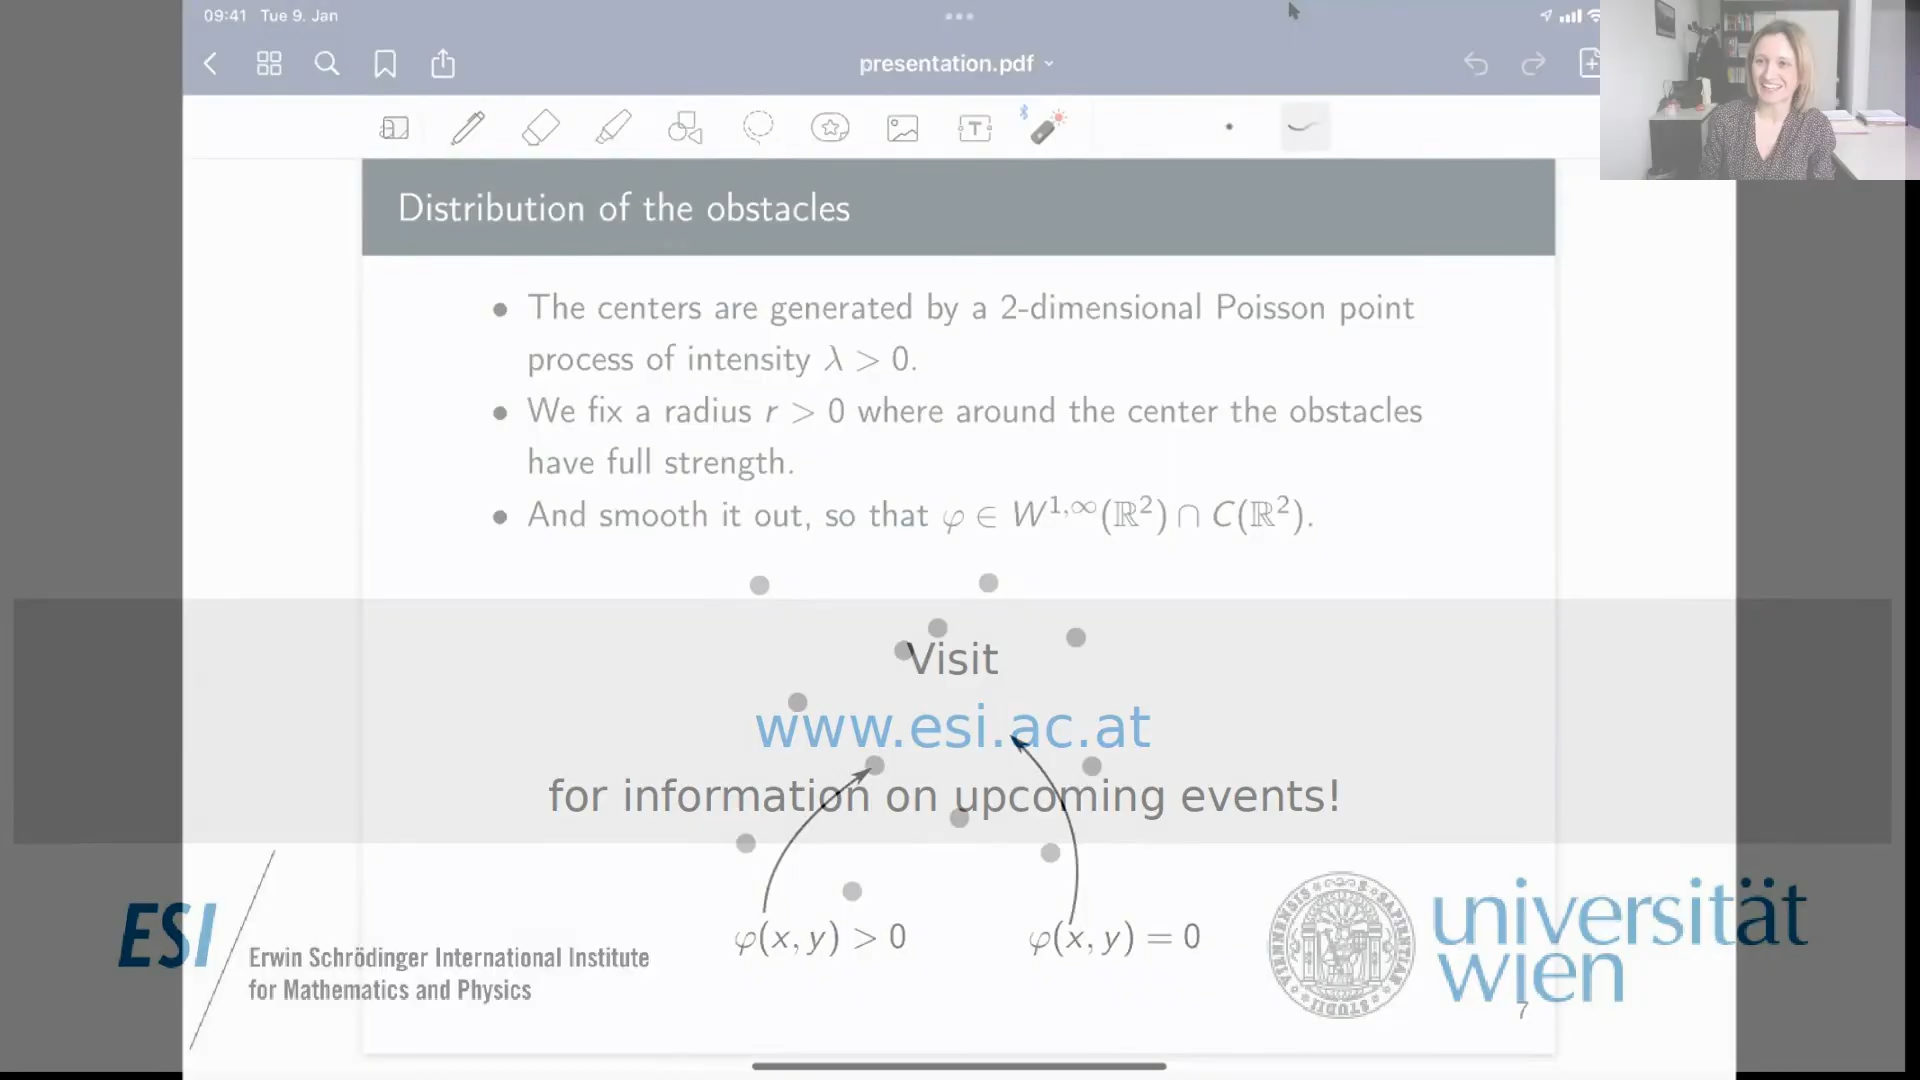 09:41 Tue 9. Jan
presentation.pdf
Distribution of the obstacles
• The centers are generated by a 2-dimensional Poisson point
process of intensity λ > 0.
• We fix a radius r > 0 where around the center the obstacles
have full strength.
• And smooth it out, so that φ ∈ W^{1,∞}(ℝ²) ∩ C(ℝ²).
Visit
www.esi.ac.at
for information on upcoming events!
φ(x, y) > 0
φ(x, y) = 0
ESI
Erwin Schrödinger International Institute
for Mathematics and Physics
universität
wien
7